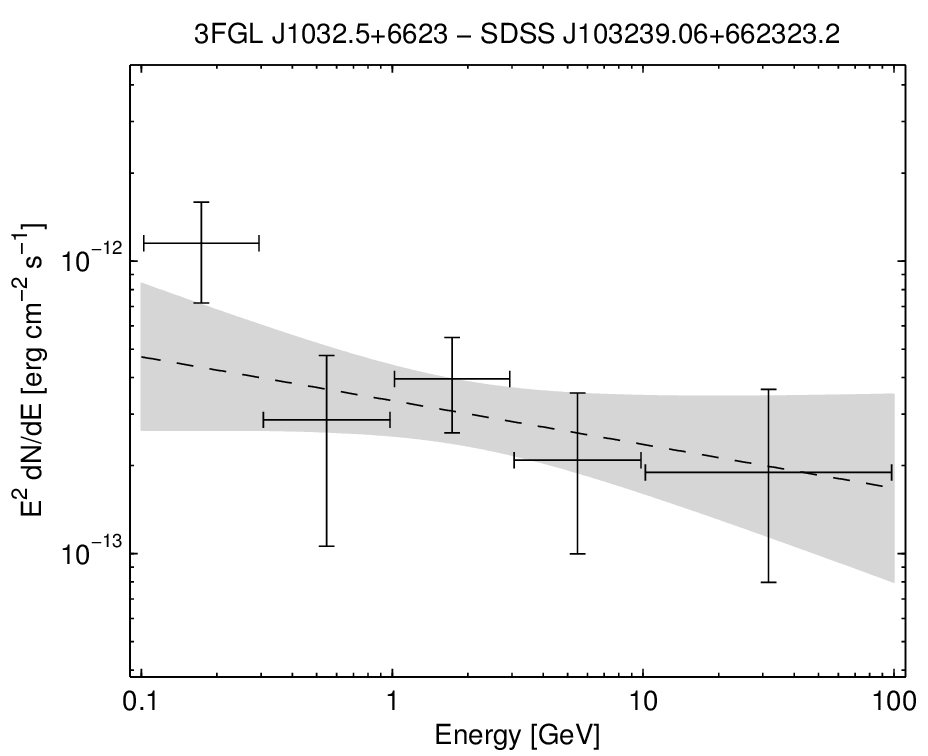 3FGL J1032.5+6623 − SDSS J103239.06+662323.2
E² dN/dE [erg cm⁻² s⁻¹]
10⁻¹²
10⁻¹³
0.1 1 10 100
Energy [GeV]